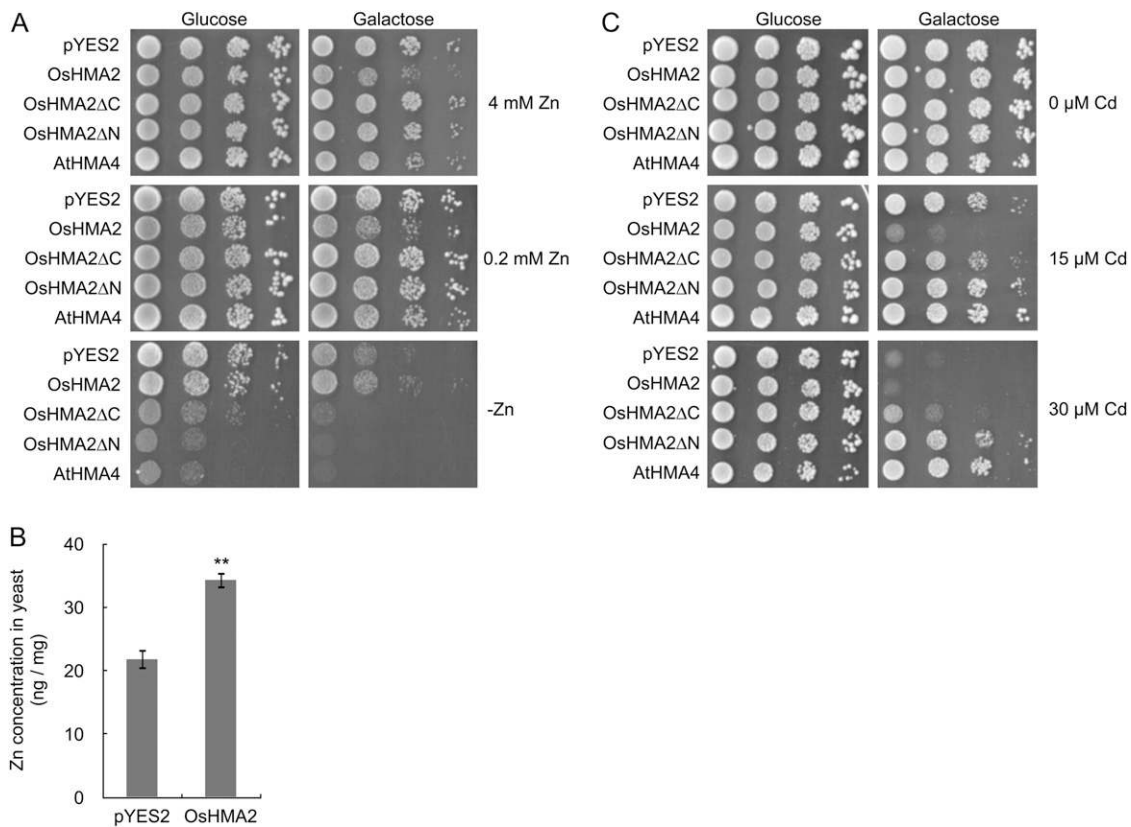 A
Glucose
Galactose
pYES2
OsHMA2
OsHMA2ΔC
OsHMA2ΔN
AtHMA4
4 mM Zn
pYES2
OsHMA2
OsHMA2ΔC
OsHMA2ΔN
AtHMA4
0.2 mM Zn
pYES2
OsHMA2
OsHMA2ΔC
OsHMA2ΔN
AtHMA4
-Zn
C
Glucose
Galactose
pYES2
OsHMA2
OsHMA2ΔC
OsHMA2ΔN
AtHMA4
0 μM Cd
pYES2
OsHMA2
OsHMA2ΔC
OsHMA2ΔN
AtHMA4
15 μM Cd
pYES2
OsHMA2
OsHMA2ΔC
OsHMA2ΔN
AtHMA4
30 μM Cd
B
Zn concentration in yeast
(ng / mg)
40
30
20
10
0
**
pYES2
OsHMA2